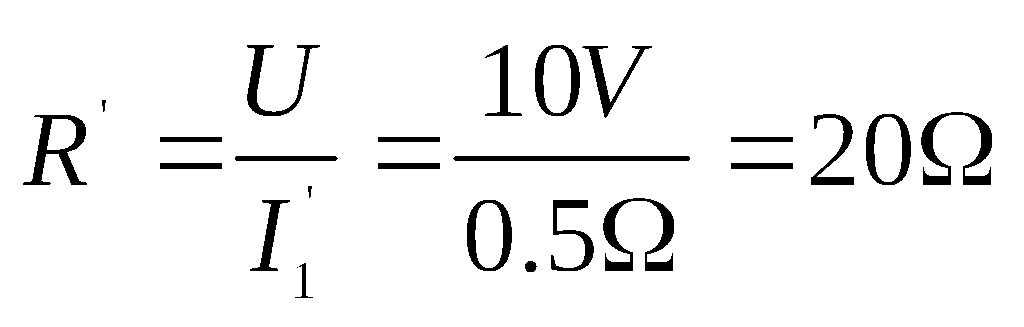 R' = U / I'₁ = 10V / 0.5Ω = 20Ω